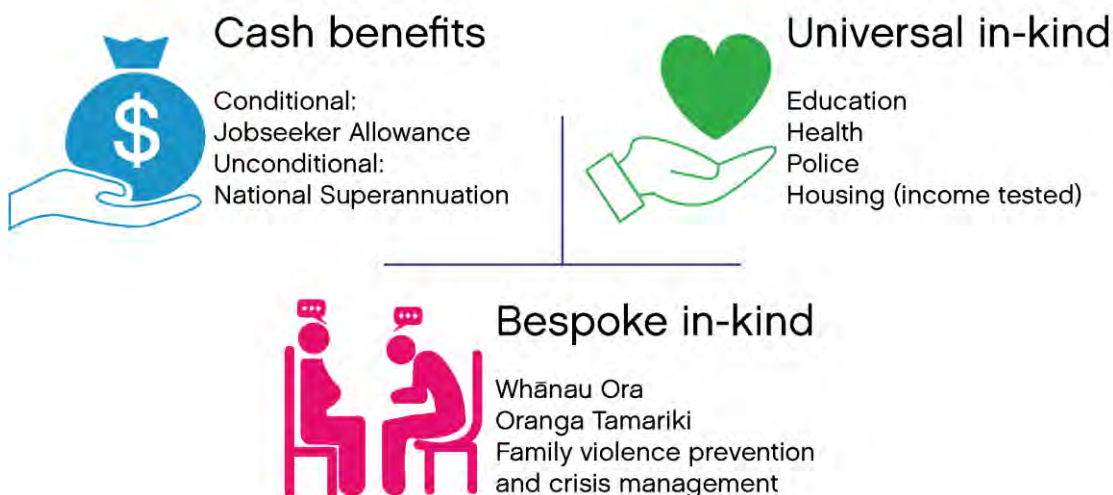 Cash benefits
Conditional:
Jobseeker Allowance
Unconditional:
National Superannuation
Universal in-kind
Education
Health
Police
Housing (income tested)
Bespoke in-kind
Whānau Ora
Oranga Tamariki
Family violence prevention
and crisis management
$